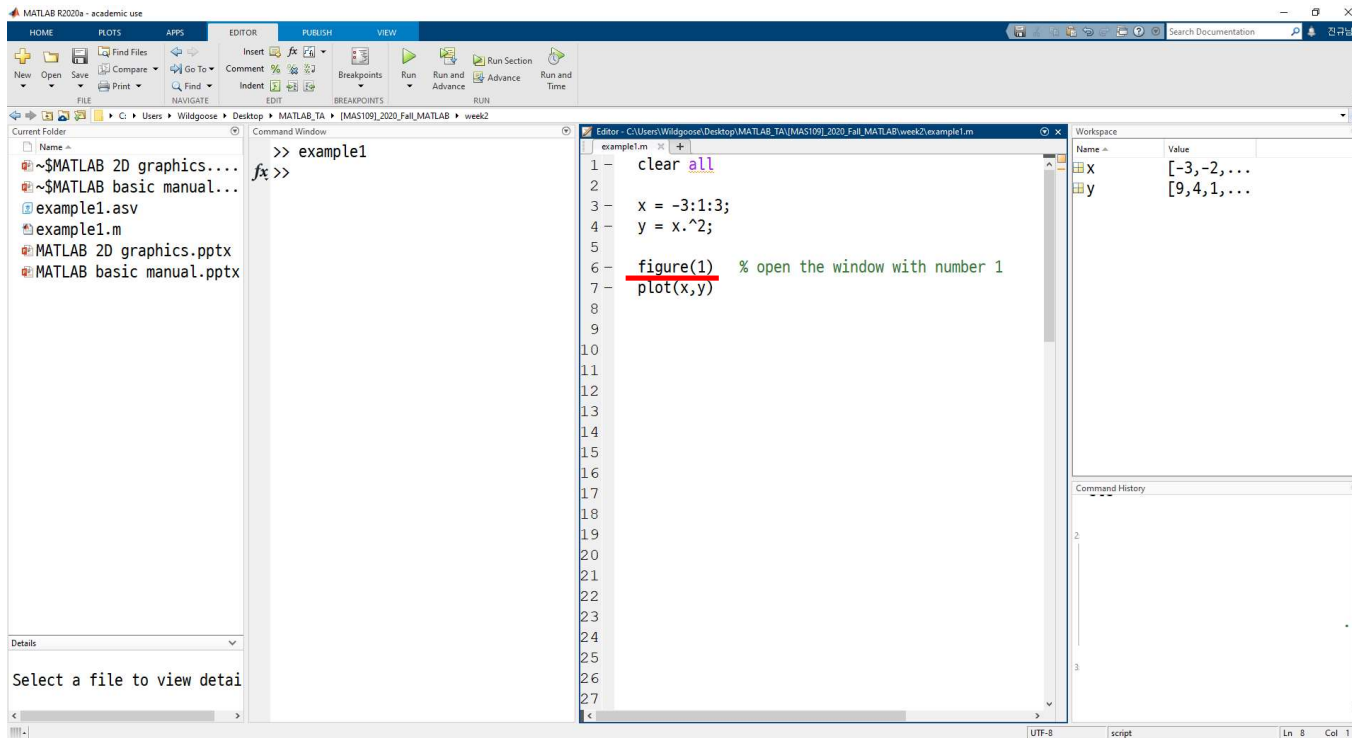 MATLAB R2020a - academic use
HOME PLOTS APPS EDITOR PUBLISH VIEW
Search Documentation
New Open Save
Find Files
Compare
Print
Go To
Find
Insert fx
Comment %
Indent
Breakpoints
Run
Run and Advance
Run Section
Advance
Run and Time
FILE NAVIGATE EDIT BREAKPOINTS RUN
C: Users Wildgoose Desktop MATLAB_TA [MAS109]_2020_Fall_MATLAB week2
Current Folder
Name
~$MATLAB 2D graphics....
~$MATLAB basic manual...
example1.asv
example1.m
MATLAB 2D graphics.pptx
MATLAB basic manual.pptx
Details
Select a file to view detai
Command Window
>> example1
fx >>
Editor - C:\Users\Wildgoose\Desktop\MATLAB_TA\[MAS109]_2020_Fall_MATLAB\week2\example1.m
example1.m +
1 - clear all
2
3 - x = -3:1:3;
4 - y = x.^2;
5
6 - figure(1) % open the window with number 1
7 - plot(x,y)
8
9
10
11
12
13
14
15
16
17
18
19
20
21
22
23
24
25
26
27
Workspace
Name Value
x [-3,-2,...
y [9,4,1,...
Command History
2
3
UTF-8 script Ln 8 Col 1